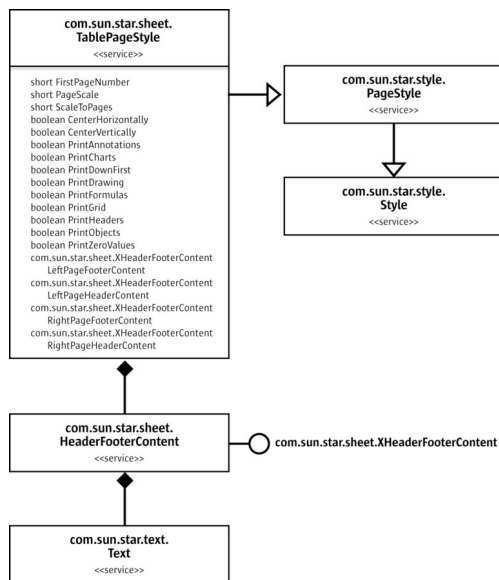 com.sun.star.sheet.
TablePageStyle
<<service>>
short FirstPageNumber
short PageScale
short ScaleToPages
boolean CenterHorizontally
boolean CenterVertically
boolean PrintAnnotations
boolean PrintCharts
boolean PrintDownFirst
boolean PrintDrawing
boolean PrintFormulas
boolean PrintGrid
boolean PrintHeaders
boolean PrintObjects
boolean PrintZeroValues
com.sun.star.sheet.XHeaderFooterContent
LeftPageFooterContent
com.sun.star.sheet.XHeaderFooterContent
LeftPageHeaderContent
com.sun.star.sheet.XHeaderFooterContent
RightPageFooterContent
com.sun.star.sheet.XHeaderFooterContent
RightPageHeaderContent
com.sun.star.style.
PageStyle
<<service>>
com.sun.star.style.
Style
<<service>>
com.sun.star.sheet.
HeaderFooterContent
<<service>>
com.sun.star.sheet.XHeaderFooterContent
com.sun.star.text.
Text
<<service>>